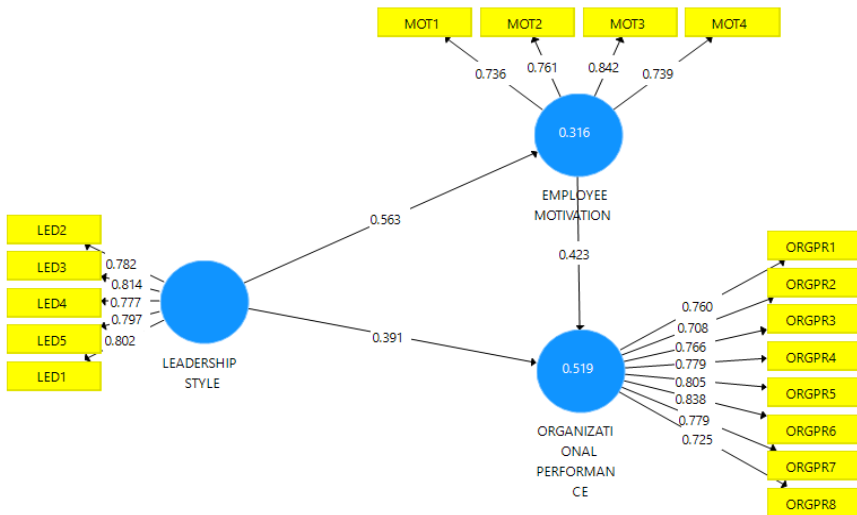 MOT1
MOT2
MOT3
MOT4
0.736
0.761
0.842
0.739
0.316
EMPLOYEE
MOTIVATION
0.563
0.423
LED2
LED3
LED4
LED5
LED1
0.782
0.814
0.777
0.797
0.802
LEADERSHIP
STYLE
0.391
0.519
ORGANIZATI
ONAL
PERFORMAN
CE
0.760
0.708
0.766
0.779
0.805
0.838
0.779
0.725
ORGPR1
ORGPR2
ORGPR3
ORGPR4
ORGPR5
ORGPR6
ORGPR7
ORGPR8